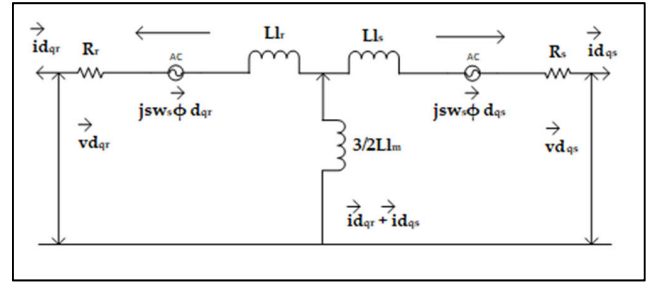 idqr
Rr
AC
Llr
Lls
AC
Rs
idqs
jswsϕ dqr
jswsϕ dqs
vdqr
3/2Llm
vdqs
idqr + idqs